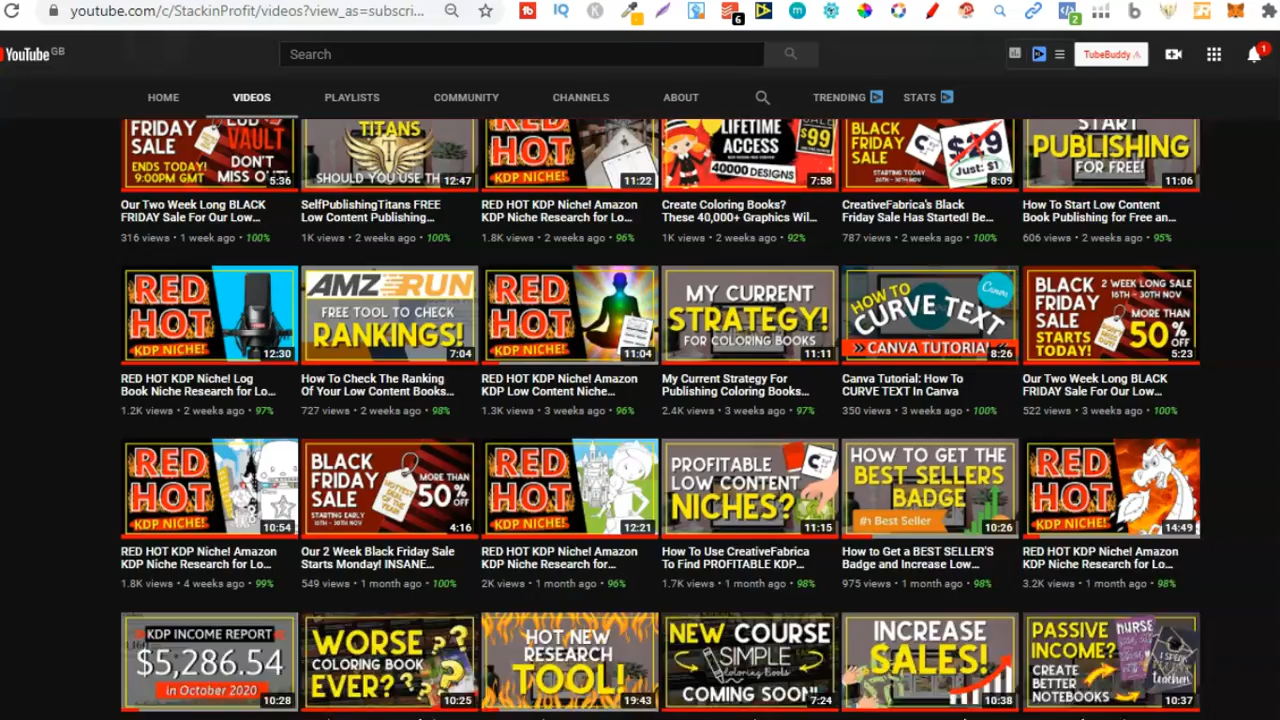 youtube.com/c/StackinProfit/videos?view_as=subscri...
6
2
YouTube GB
Search
TubeBuddy
1
HOME VIDEOS PLAYLISTS COMMUNITY CHANNELS ABOUT TRENDING STATS
FRIDAY SALE ENDS TODAY! 9:00PM GMT VAULT DON'T MISS OU 5:36
TITANS SHOULD YOU USE TH 12:47
RED HOT KDP NICHE! 11:22
LIFETIME ACCESS 40000 DESIGNS $99 7:58
BLACK FRIDAY SALE STARTING TODAY! Just: $1 8:09
START PUBLISHING FOR FREE! 11:06
Our Two Week Long BLACK
FRIDAY Sale For Our Low...
316 views • 1 week ago • 100%
SelfPublishingTitans FREE
Low Content Publishing...
1K views • 2 weeks ago • 100%
RED HOT KDP Niche! Amazon
KDP Niche Research for Lo...
1.8K views • 2 weeks ago • 96%
Create Coloring Books?
These 40,000+ Graphics Wil...
1K views • 2 weeks ago • 92%
CreativeFabrica's Black
Friday Sale Has Started! Be...
787 views • 2 weeks ago • 100%
How To Start Low Content
Book Publishing for Free an...
606 views • 2 weeks ago • 95%
RED HOT KDP NICHE! 12:30
AMZ RUN FREE TOOL TO CHECK RANKINGS! 7:04
RED HOT KDP NICHE! 11:04
MY CURRENT STRATEGY! FOR COLORING BOOKS 11:11
HOW TO CURVE TEXT Canva CANVA TUTORIAL 8:26
BLACK FRIDAY SALE STARTS TODAY! 2 WEEK LONG SALE 16TH - 30TH NOV MORE THAN 50% OFF 5:23
RED HOT KDP Niche! Log
Book Niche Research for Lo...
1.2K views • 2 weeks ago • 97%
How To Check The Ranking
Of Your Low Content Books...
727 views • 2 weeks ago • 98%
RED HOT KDP Niche! Amazon
KDP Low Content Niche...
1.3K views • 3 weeks ago • 96%
My Current Strategy For
Publishing Coloring Books...
2.4K views • 3 weeks ago • 97%
Canva Tutorial: How To
CURVE TEXT In Canva
350 views • 3 weeks ago • 100%
Our Two Week Long BLACK
FRIDAY Sale For Our Low...
522 views • 3 weeks ago • 100%
RED HOT KDP NICHE! 10:54
BLACK FRIDAY SALE STARTING EARLY 16TH - 30TH NOV MORE THAN 50% OFF 4:16
RED HOT KDP NICHE! 12:21
PROFITABLE LOW CONTENT NICHES? 11:15
HOW TO GET THE BEST SELLERS BADGE #1 Best Seller 10:26
RED HOT KDP NICHE! 14:49
RED HOT KDP Niche! Amazon
KDP Niche Research for Lo...
1.8K views • 4 weeks ago • 99%
Our 2 Week Black Friday Sale
Starts Monday! INSANE...
549 views • 1 month ago • 100%
RED HOT KDP Niche! Amazon
KDP Niche Research for...
2K views • 1 month ago • 96%
How To Use CreativeFabrica
To Find PROFITABLE KDP...
1.7K views • 1 month ago • 98%
How to Get a BEST SELLER'S
Badge and Increase Low...
975 views • 1 month ago • 98%
RED HOT KDP Niche! Amazon
KDP Niche Research for Lo...
3.2K views • 1 month ago • 98%
KDP INCOME REPORT $5,286.54 in October 2020 10:28
WORSE COLORING BOOK EVER? 10:25
HOT NEW RESEARCH TOOL! 19:43
NEW COURSE SIMPLE Coloring Books COMING SOON! 7:24
INCREASE SALES! 10:38
PASSIVE INCOME? CREATE BETTER NOTEBOOKS NURSE 10:37